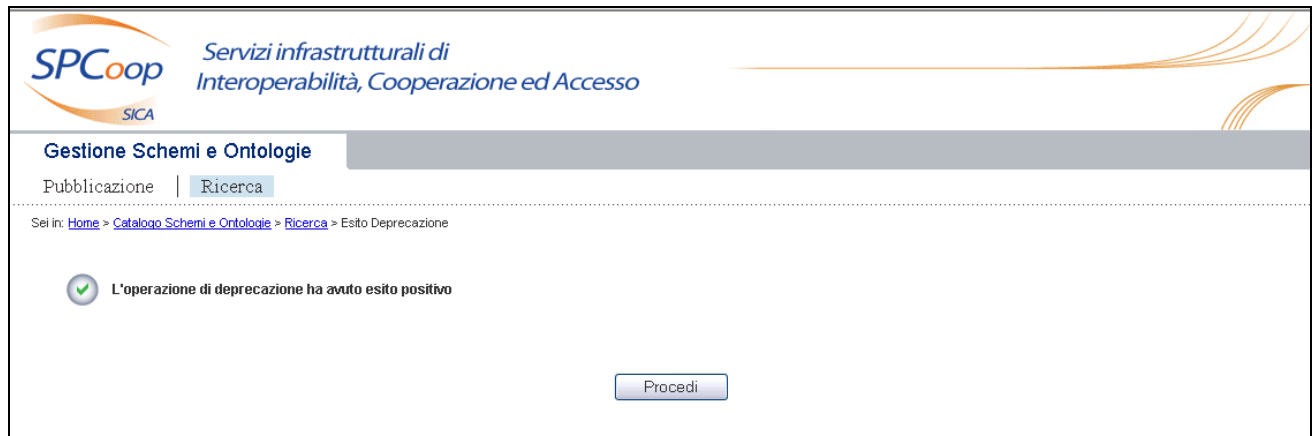 SPCoop
SICA
Servizi infrastrutturali di
Interoperabilità, Cooperazione ed Accesso
Gestione Schemi e Ontologie
Pubblicazione | Ricerca
Sei in: Home > Catalogo Schemi e Ontologie > Ricerca > Esito Deprecazione
L'operazione di deprecazione ha avuto esito positivo
Procedi